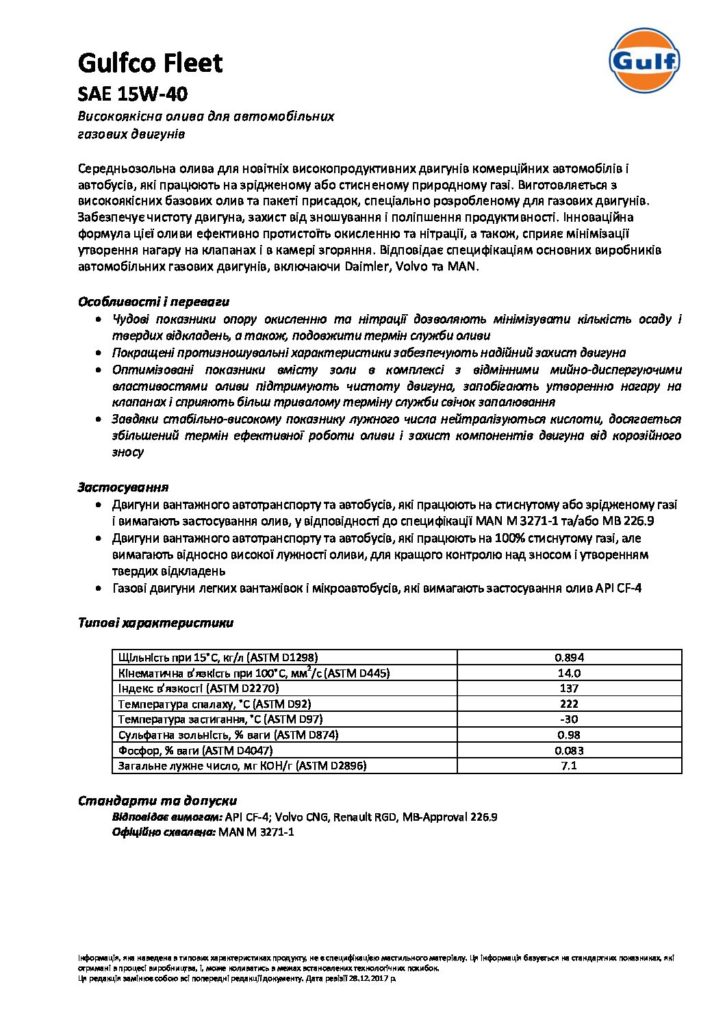 Gulfco Fleet
Gulf
SAE 15W-40
Високоякісна олива для автомобільних
газових двигунів
Середньозольна олива для новітніх високопродуктивних двигунів комерційних автомобілів і
автобусів, які працюють на зрідженому або стисненому природному газі. Виготовляється з
високоякісних базових олив та пакеті присадок, спеціально розробленому для газових двигунів.
Забезпечує чистоту двигуна, захист від зношування і поліпшення продуктивності. Інноваційна
формула цієї оливи ефективно протистоїть окисленню та нітрації, а також, сприяє мінімізації
утворення нагару на клапанах і в камері згоряння. Відповідає специфікаціям основних виробників
автомобільних газових двигунів, включаючи Daimler, Volvo та MAN.
Особливості і переваги
• Чудові показники опору окисленню та нітрації дозволяють мінімізувати кількість осаду і
твердих відкладень, а також, подовжити термін служби оливи
• Покращені протизношувальні характеристики забезпечують надійний захист двигуна
• Оптимізовані показники вмісту золи в комплексі з відмінними мийно-диспергуючими
властивостями оливи підтримують чистоту двигуна, запобігають утворенню нагару на
клапанах і сприяють більш тривалому терміну служби свічок запалювання
• Завдяки стабільно-високому показнику лужного числа нейтралізуються кислоти, досягається
збільшений термін ефективної роботи оливи і захист компонентів двигуна від корозійного
зносу
Застосування
• Двигуни вантажного автотранспорту та автобусів, які працюють на стиснутому або зрідженому газі
і вимагають застосування олив, у відповідності до специфікації MAN M 3271-1 та/або MB 226.9
• Двигуни вантажного автотранспорту та автобусів, які працюють на 100% стиснутому газі, але
вимагають відносно високої лужності оливи, для кращого контролю над зносом і утворенням
твердих відкладень
• Газові двигуни легких вантажівок і мікроавтобусів, які вимагають застосування олив API CF-4
Типові характеристики
Щільність при 15°C, кг/л (ASTM D1298) 0.894
Кінематична в'язкість при 100°C, мм²/с (ASTM D445) 14.0
Індекс в'язкості (ASTM D2270) 137
Температура спалаху, °C (ASTM D92) 222
Температура застигання, °C (ASTM D97) -30
Сульфатна зольність, % ваги (ASTM D874) 0.98
Фосфор, % ваги (ASTM D4047) 0.083
Загальне лужне число, мг КОН/г (ASTM D2896) 7.1
Стандарти та допуски
Відповідає вимогам: API CF-4; Volvo CNG, Renault RGD, MB-Approval 226.9
Офіційно схвалена: MAN M 3271-1
Інформація, яка наведена в типових характеристиках продукту, не є специфікацією мастильного матеріалу. Ця інформація базується на стандартних показниках, які
отримані в процесі виробництва, і, може коливатись в межах встановлених технологічних похибок.
Ця редакція замінює собою всі попередні редакції документу. Дата ревізії 28.12.2017 р.